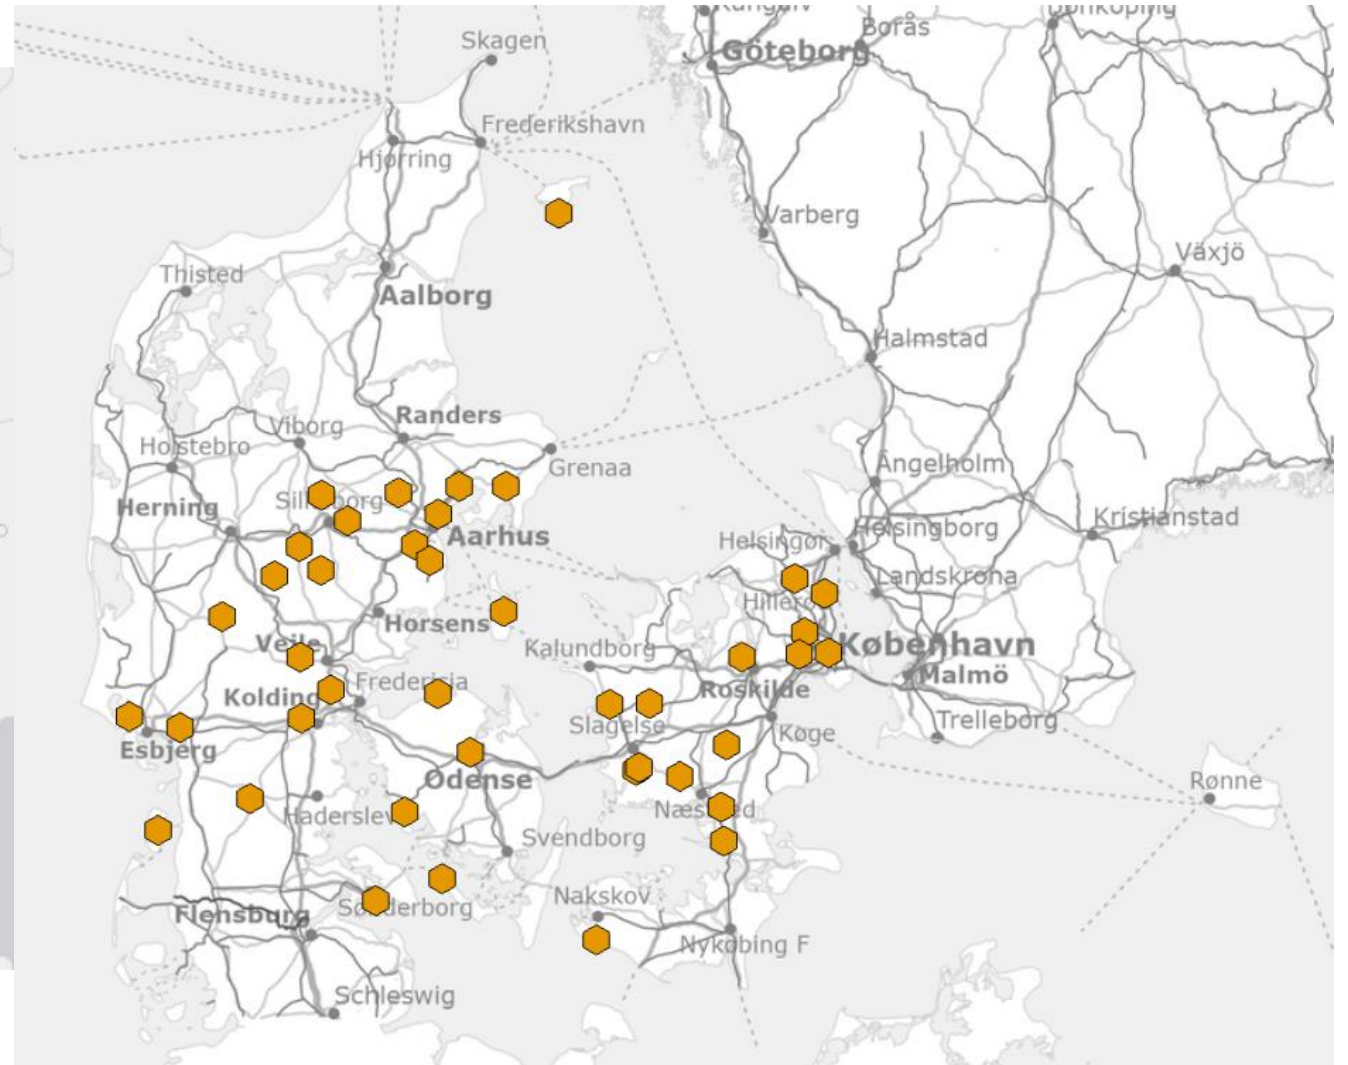 Skagen
Borås
Göteborg
Frederikshavn
Hjørring
Varberg
Växjö
Thisted
Aalborg
Halmstad
Randers
Viborg
Holstebro
Grenaa
Ängelholm
Herning
Kristianstad
Helsingør
Helsingborg
Aarhus
Landskrona
Horsens
Vejle
Kalundborg
København
Malmö
Kolding
Fredericia
Roskilde
Slagelse
Køge
Trelleborg
Esbjerg
Odense
Rønne
Haderslev
Svendborg
Nakskov
Flensburg
Nykøbing F
Schleswig